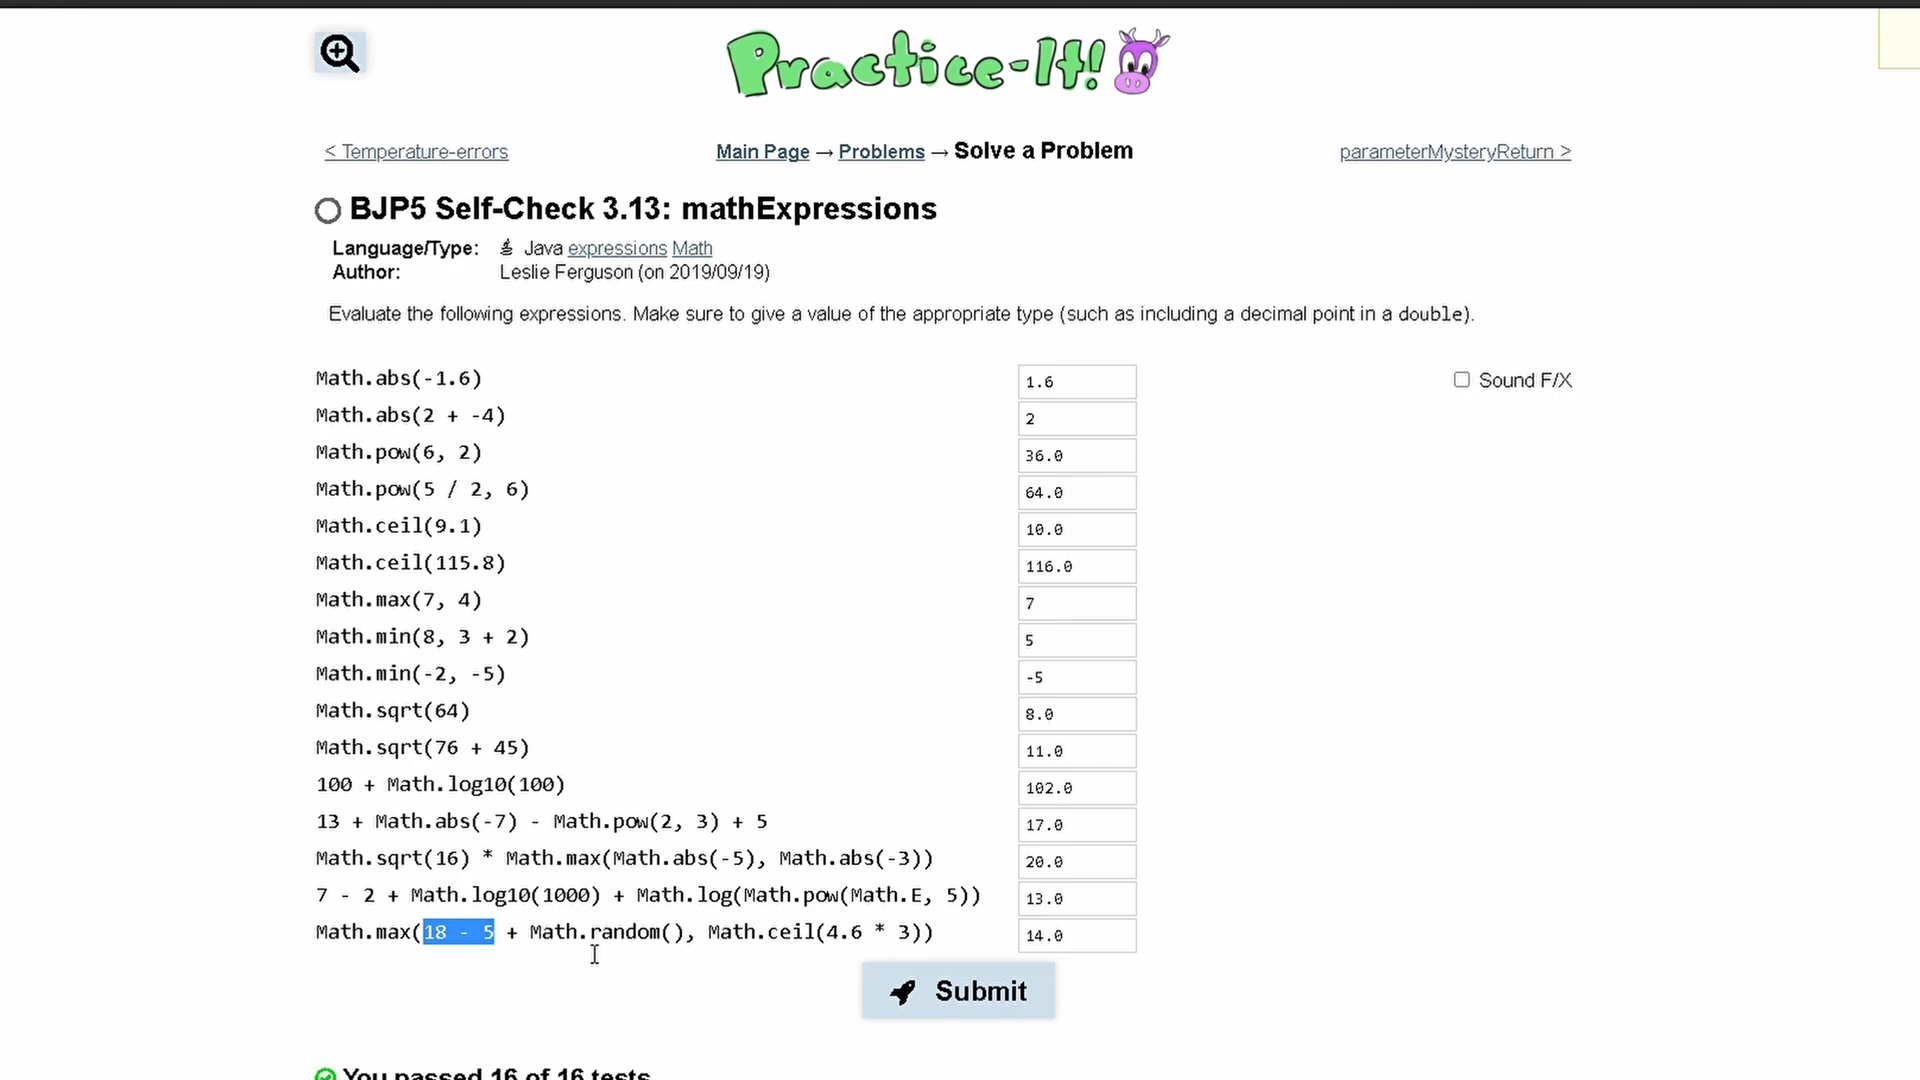 Practice-It!
< Temperature-errors
Main Page → Problems → Solve a Problem
parameterMysteryReturn >
BJP5 Self-Check 3.13: mathExpressions
Language/Type: Java expressions Math
Author: Leslie Ferguson (on 2019/09/19)
Evaluate the following expressions. Make sure to give a value of the appropriate type (such as including a decimal point in a double).
Math.abs(-1.6) 1.6
Sound F/X
Math.abs(2 + -4) 2
Math.pow(6, 2) 36.0
Math.pow(5 / 2, 6) 64.0
Math.ceil(9.1) 10.0
Math.ceil(115.8) 116.0
Math.max(7, 4) 7
Math.min(8, 3 + 2) 5
Math.min(-2, -5) -5
Math.sqrt(64) 8.0
Math.sqrt(76 + 45) 11.0
100 + Math.log10(100) 102.0
13 + Math.abs(-7) - Math.pow(2, 3) + 5 17.0
Math.sqrt(16) * Math.max(Math.abs(-5), Math.abs(-3)) 20.0
7 - 2 + Math.log10(1000) + Math.log(Math.pow(Math.E, 5)) 13.0
Math.max(18 - 5 + Math.random(), Math.ceil(4.6 * 3)) 14.0
Submit
You passed 16 of 16 tests